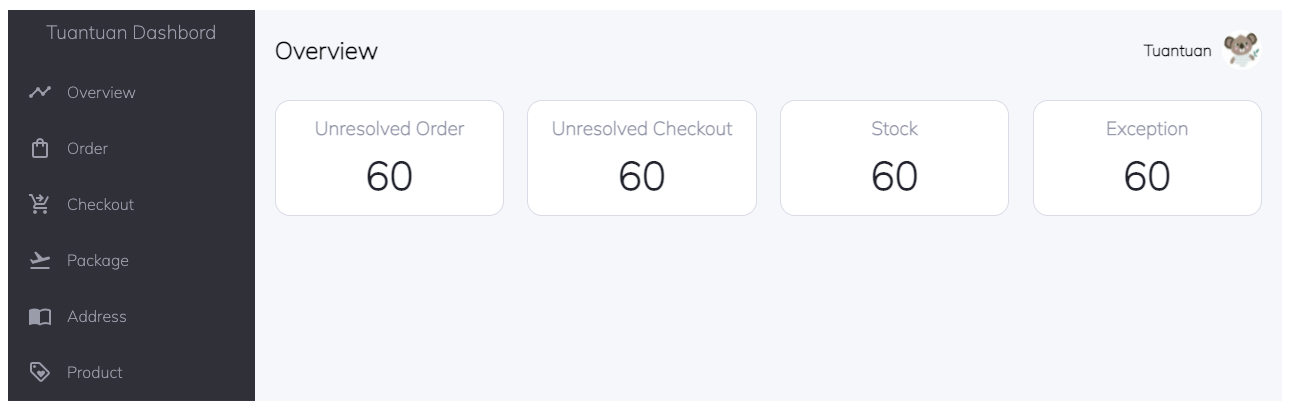 Tuantuan Dashbord
Overview
Order
Checkout
Package
Address
Product
Overview
Tuantuan
Unresolved Order
60
Unresolved Checkout
60
Stock
60
Exception
60